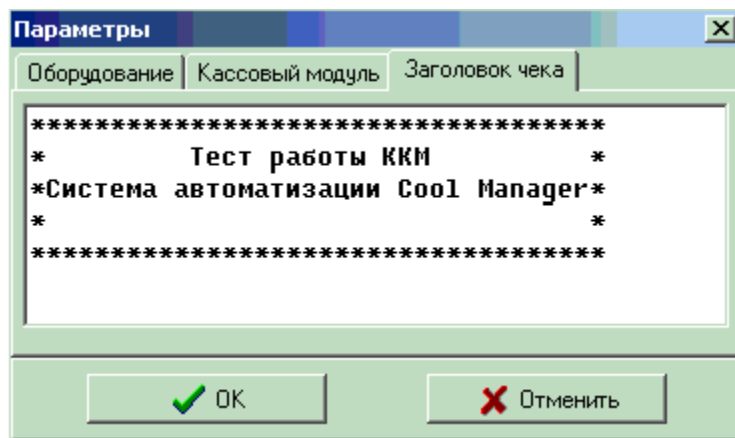 Параметры
Оборудование Кассовый модуль Заголовок чека
************************************
*         Тест работы ККМ          *
*Система автоматизации Cool Manager*
*                                  *
************************************
OK Отменить